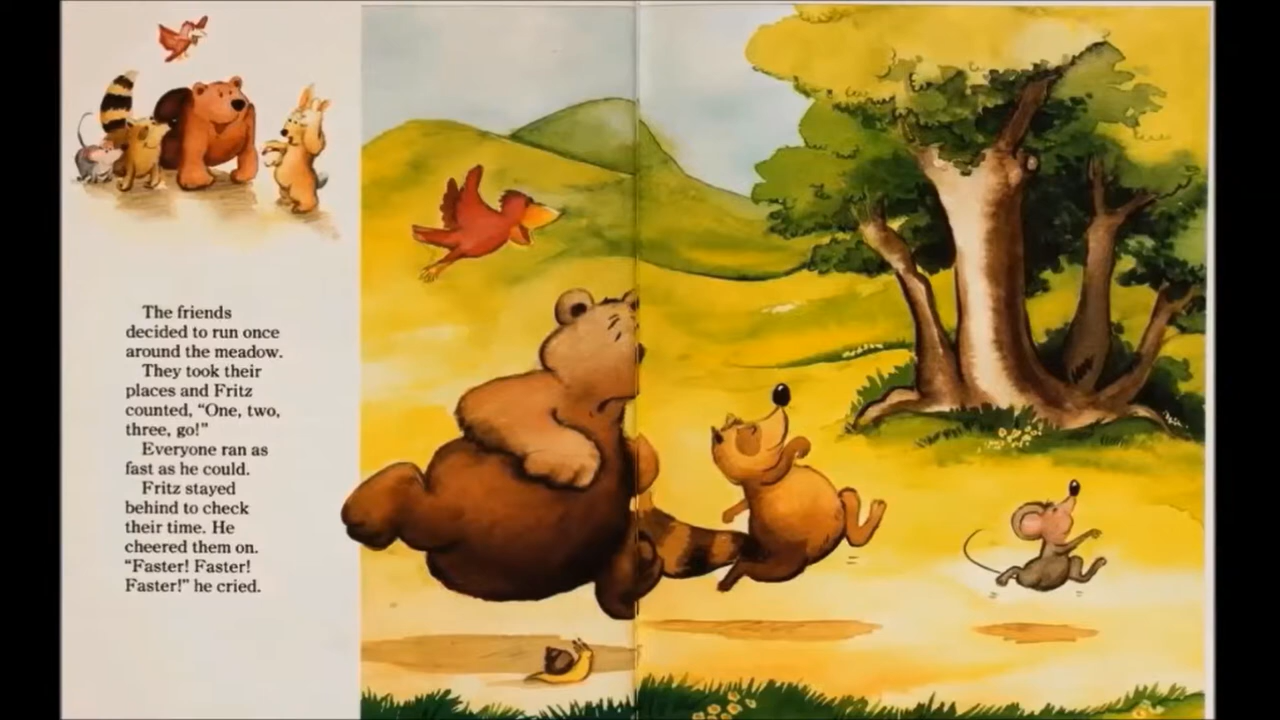 The friends
decided to run once
around the meadow.
They took their
places and Fritz
counted, “One, two,
three, go!”
Everyone ran as
fast as he could.
Fritz stayed
behind to check
their time. He
cheered them on.
“Faster! Faster!
Faster!” he cried.